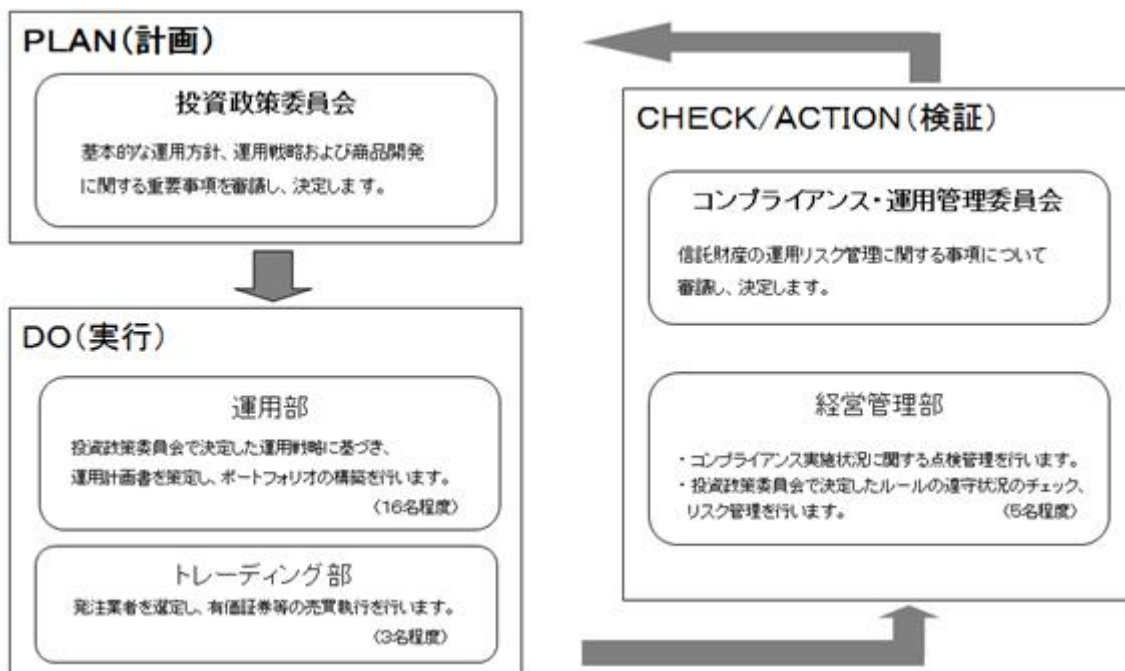 PLAN(計画)
投資政策委員会
基本的な運用方針、運用戦略および商品開発
に関する重要事項を審議し、決定します。
DO(実行)
運用部
投資政策委員会で決定した運用戦略に基づき、
運用計画書を策定し、ポートフォリオの構築を行います。
(16名程度)
トレーディング部
発注業者を選定し、有価証券等の売買執行を行います。
(3名程度)
CHECK/ACTION(検証)
コンプライアンス・運用管理委員会
信託財産の運用リスク管理に関する事項について
審議し、決定します。
経営管理部
・コンプライアンス実施状況に関する点検管理を行います。
・投資政策委員会で決定したルールの遵守状況のチェック、
リスク管理を行います。 (5名程度)